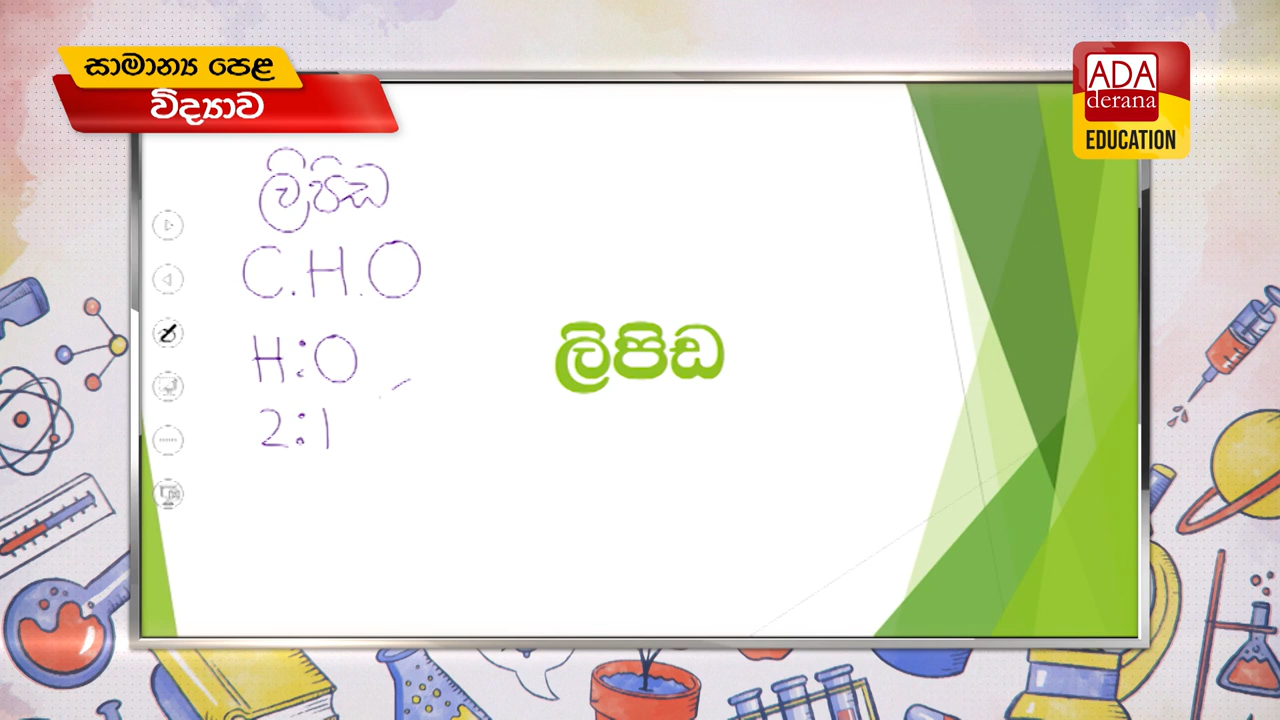 සාමාන්‍ය පෙළ
විද්‍යාව
ADA
derana
EDUCATION
ලිපිඩ
C.H.O
H:O
2:1
ලිපිඩ